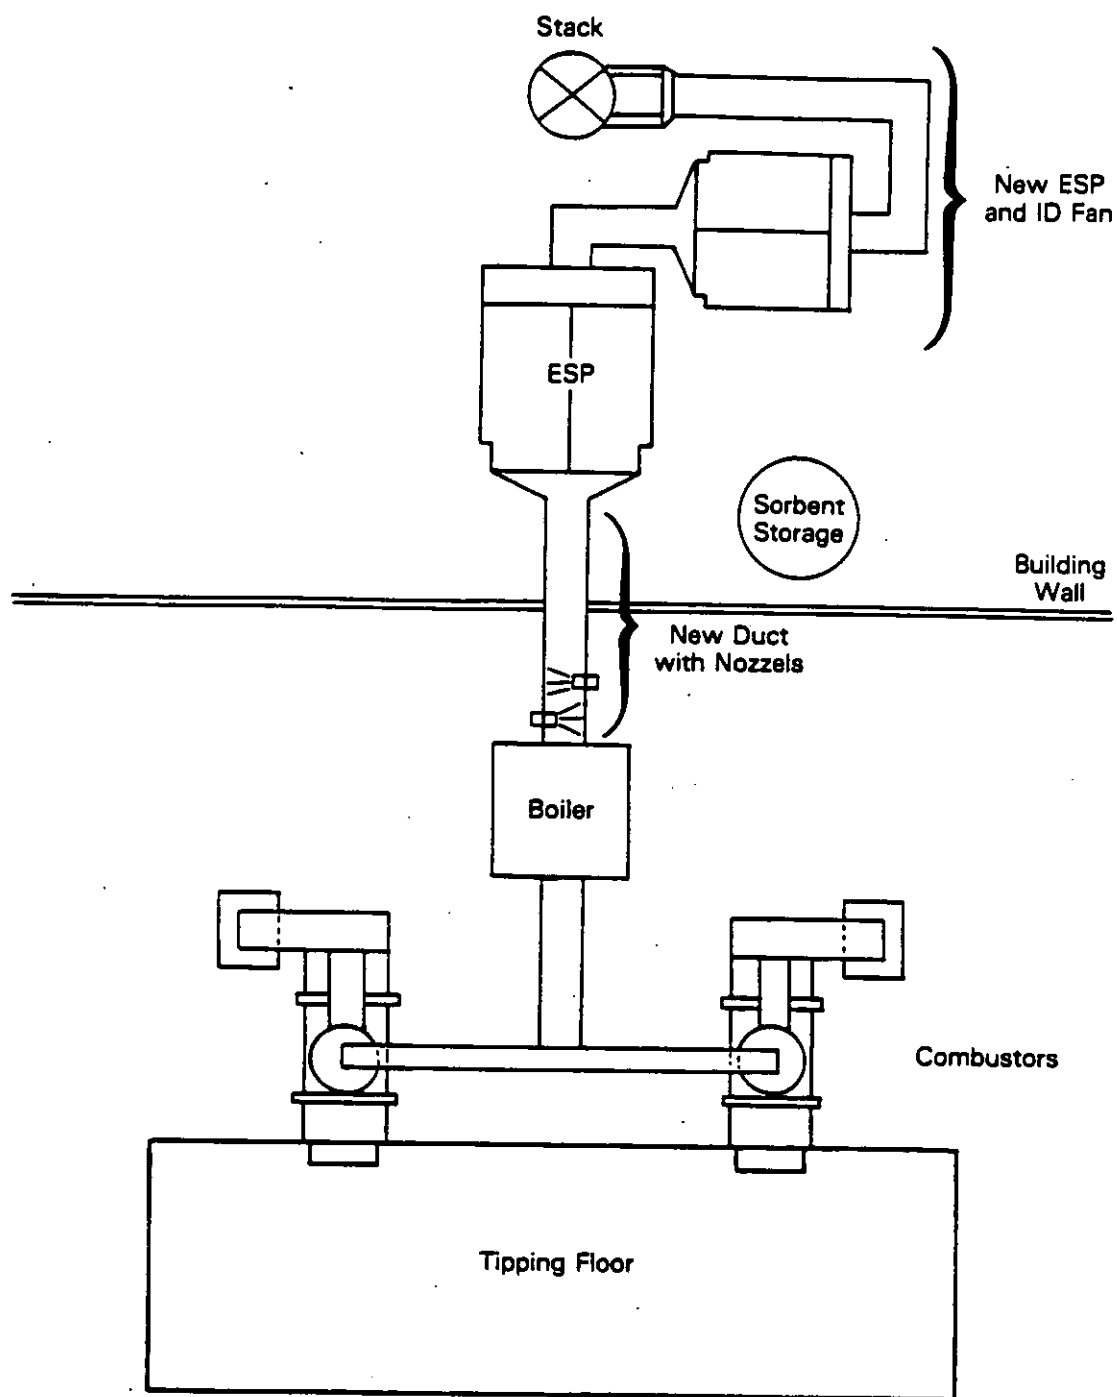 Stack
New ESP
and ID Fan
ESP
Sorbent
Storage
Building
Wall
New Duct
with Nozzels
Boiler
Combustors
Tipping Floor